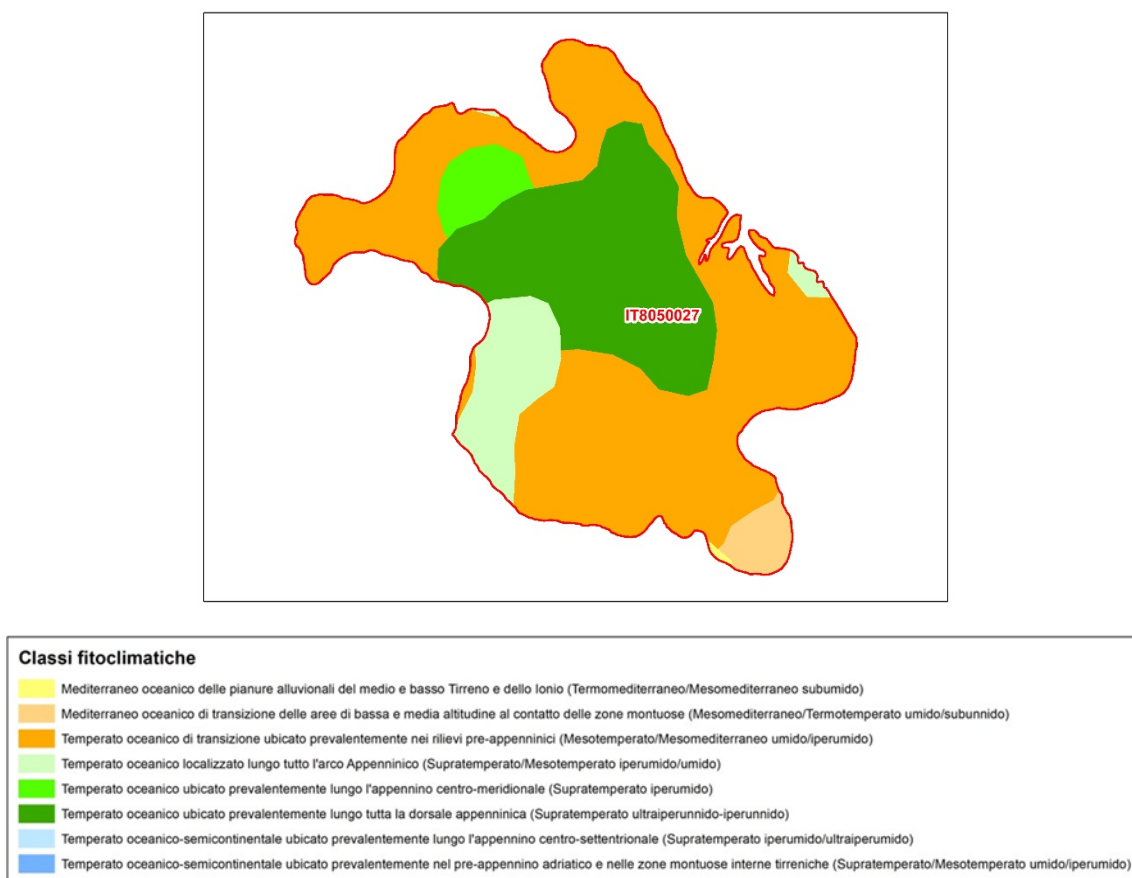 IT8050027
Classi fitoclimatiche
Mediterraneo oceanico delle pianure alluvionali del medio e basso Tirreno e dello Ionio (Termomediterraneo/Mesomediterraneo subumido)
Mediterraneo oceanico di transizione delle aree di bassa e media altitudine al contatto delle zone montuose (Mesomediterraneo/Termotemperato umido/subunnido)
Temperato oceanico di transizione ubicato prevalentemente nei rilievi pre-appenninici (Mesotemperato/Mesomediterraneo umido/iperumido)
Temperato oceanico localizzato lungo tutto l'arco Appenninico (Supratemperato/Mesotemperato iperumido/umido)
Temperato oceanico ubicato prevalentemente lungo l'appennino centro-meridionale (Supratemperato iperumido)
Temperato oceanico ubicato prevalentemente lungo tutta la dorsale appenninica (Supratemperato ultraiperunnido-iperunnido)
Temperato oceanico-semicontinentale ubicato prevalentemente lungo l'appennino centro-settentrionale (Supratemperato iperumido/ultraiperumido)
Temperato oceanico-semicontinentale ubicato prevalentemente nel pre-appennino adriatico e nelle zone montuose interne tirreniche (Supratemperato/Mesotemperato umido/iperumido)